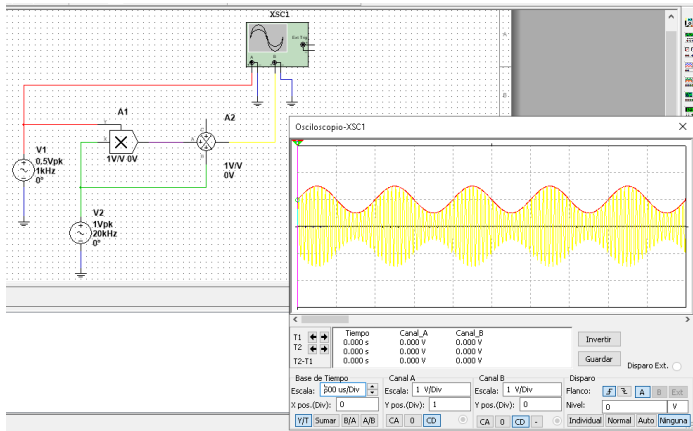 XSC1
Ext Trig
A
B
A1
A2
Y
X
1V/V 0V
1V/V
0V
V1
0.5Vpk
1kHz
0°
V2
1Vpk
20kHz
0°
Osciloscopio-XSC1
Tiempo Canal_A Canal_B
T1 0.000 s 0.000 V 0.000 V
T2 0.000 s 0.000 V 0.000 V
T2-T1 0.000 s 0.000 V 0.000 V
Invertir
Guardar
Disparo Ext.
Base de Tiempo Canal A Canal B Disparo
Escala: 500 us/Div Escala: 1 V/Div Escala: 1 V/Div Flanco: A B Ext
X pos.(Div): 0 Y pos.(Div): 1 Y pos.(Div): 0 Nivel: 0 V
Y/T Sumar B/A A/B CA 0 CD CA 0 CD - Individual Normal Auto Ninguna